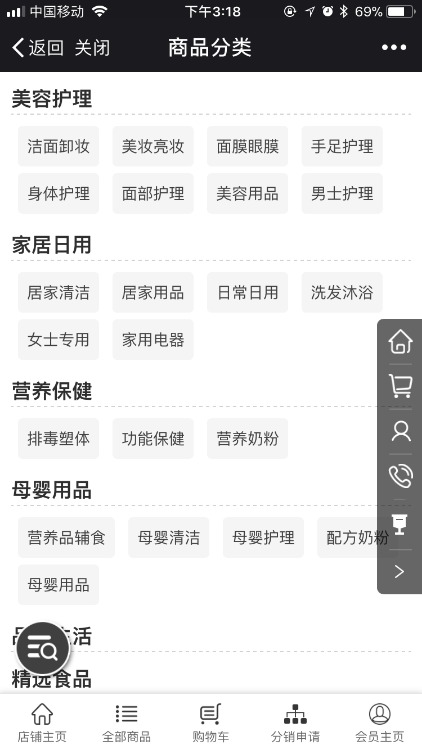 中国移动 下午3:18 69%
返回 关闭 商品分类
美容护理
洁面卸妆 美妆亮妆 面膜眼膜 手足护理
身体护理 面部护理 美容用品 男士护理
家居日用
居家清洁 居家用品 日常日用 洗发沐浴
女士专用 家用电器
营养保健
排毒塑体 功能保健 营养奶粉
母婴用品
营养品辅食 母婴清洁 母婴护理 配方奶粉
母婴用品
生活
精选食品
店铺主页 全部商品 购物车 分销申请 会员主页